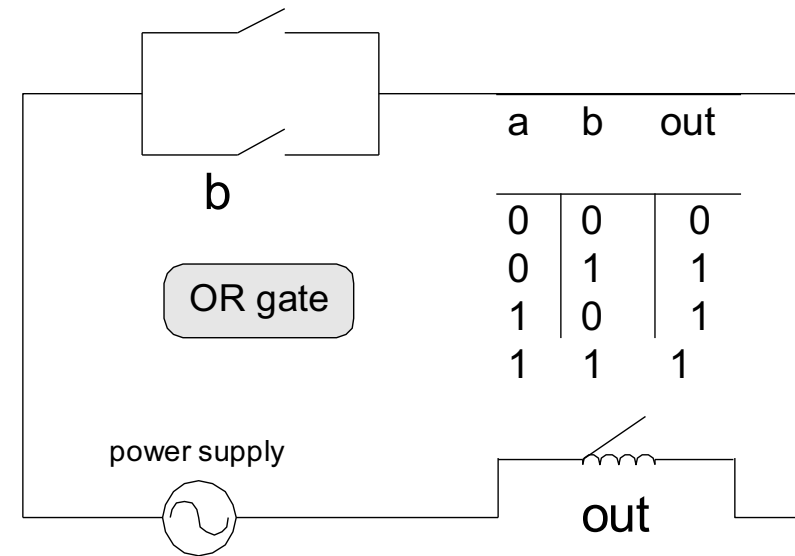 a b out
b
0 0 0
OR gate
0 1 1
1 0 1
1 1 1
power supply
out